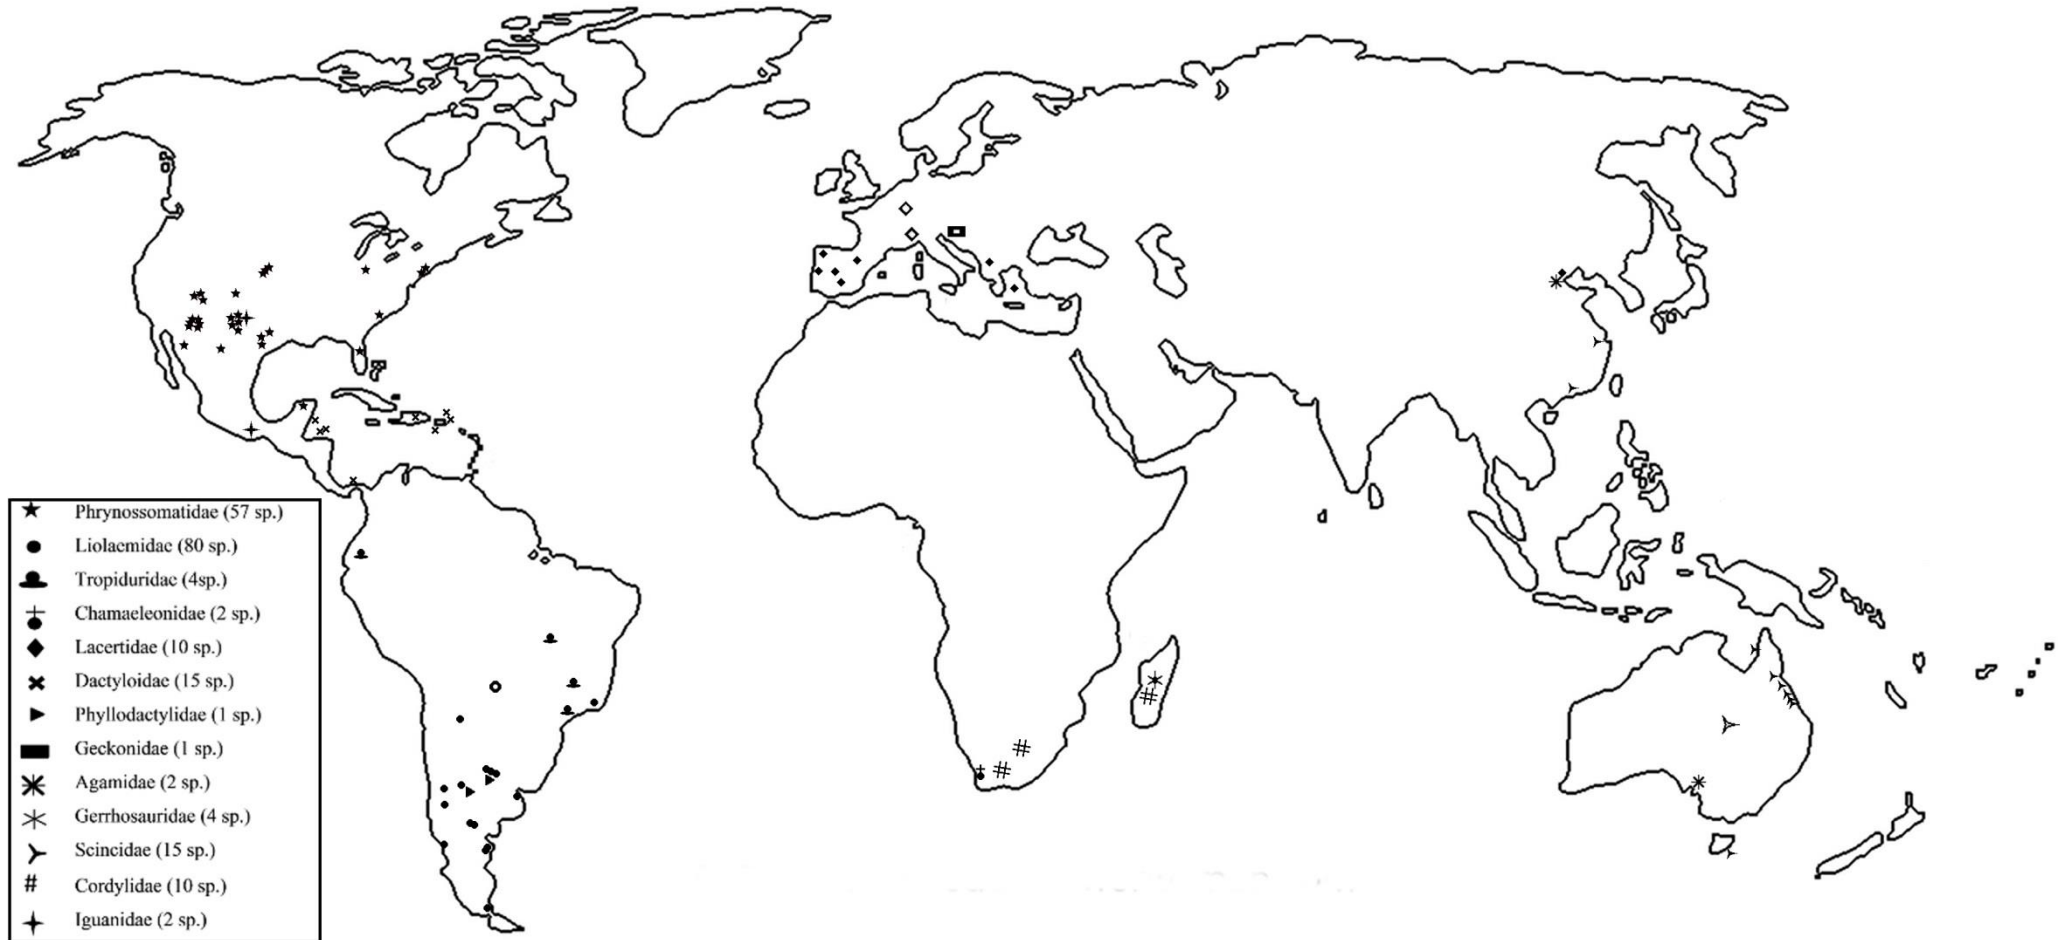 Phrynossomatidae (57 sp.)
Liolaemidae (80 sp.)
Tropiduridae (4sp.)
Chamaeleonidae (2 sp.)
Lacertidae (10 sp.)
Dactyloidae (15 sp.)
Phyllodactylidae (1 sp.)
Geckonidae (1 sp.)
Agamidae (2 sp.)
Gerrhosauridae (4 sp.)
Scincidae (15 sp.)
# Cordylidae (10 sp.)
Iguanidae (2 sp.)